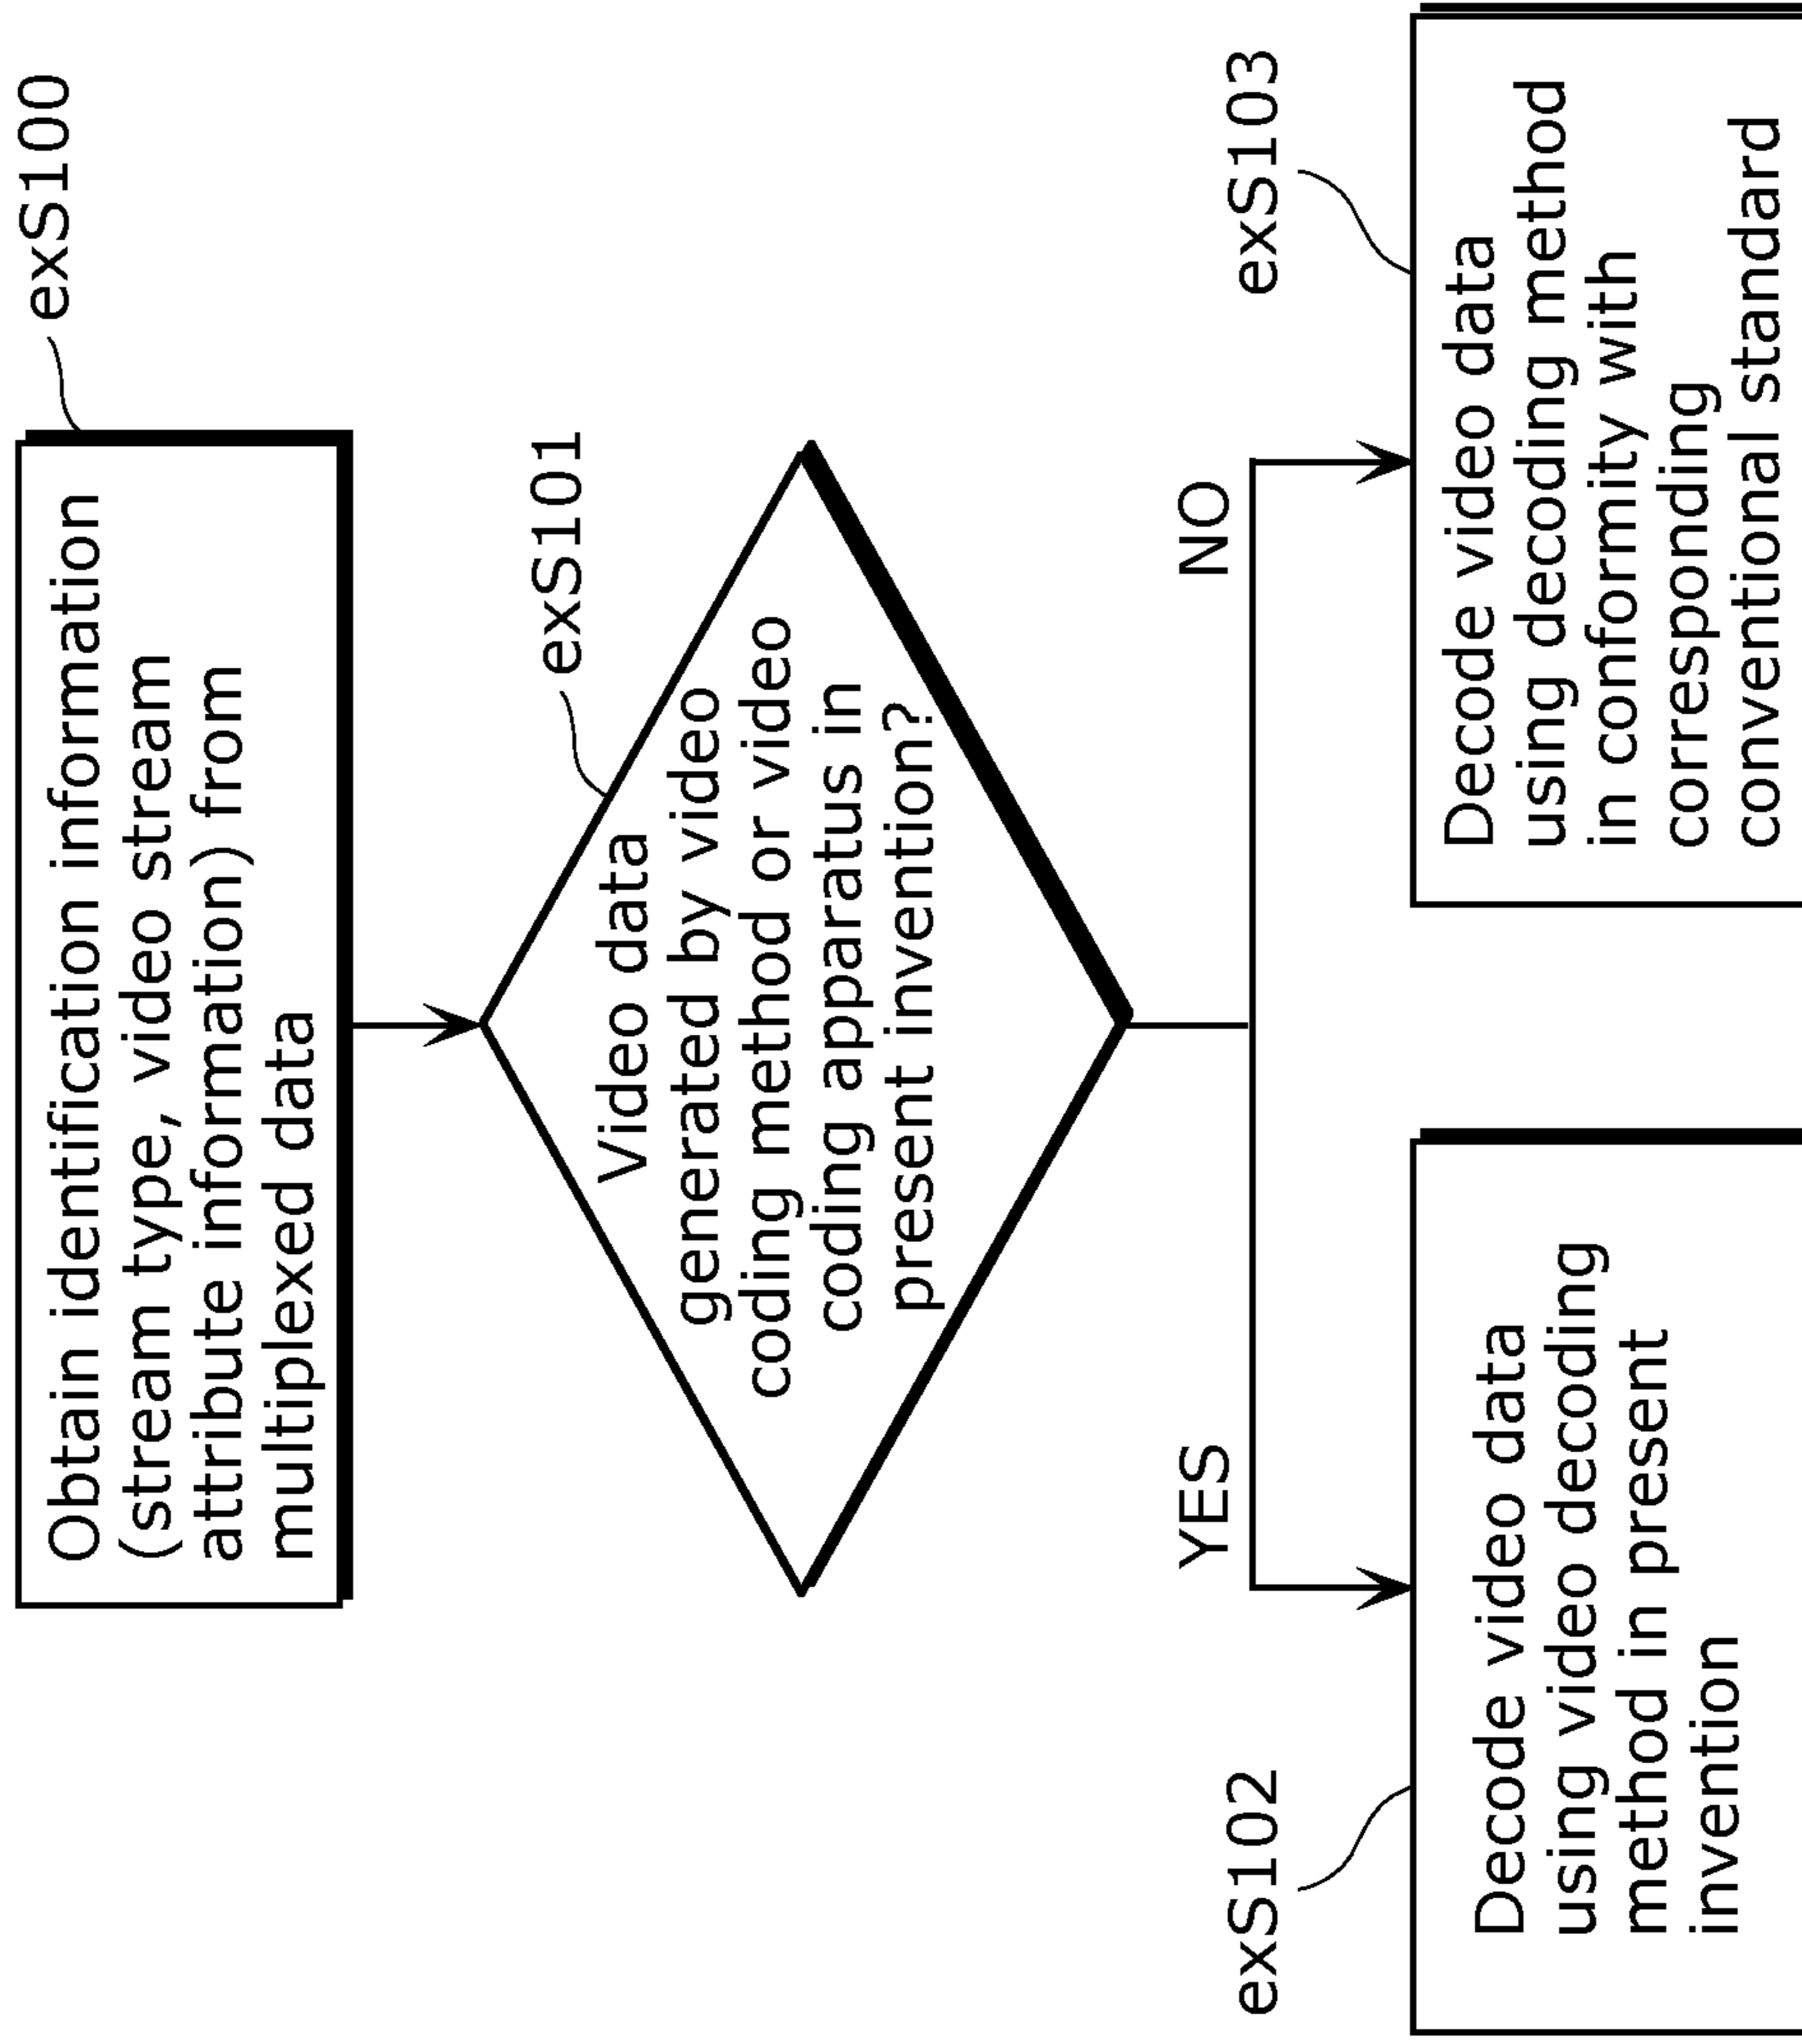 exS100
Obtain identification information
(stream type, video stream
attribute information) from
multiplexed data
exS101
Video data
generated by video
coding method or video
coding apparatus in
present invention?
YES
NO
exS102
Decode video data
using video decoding
method in present
invention
exS103
Decode video data
using decoding method
in conformity with
corresponding
conventional standard